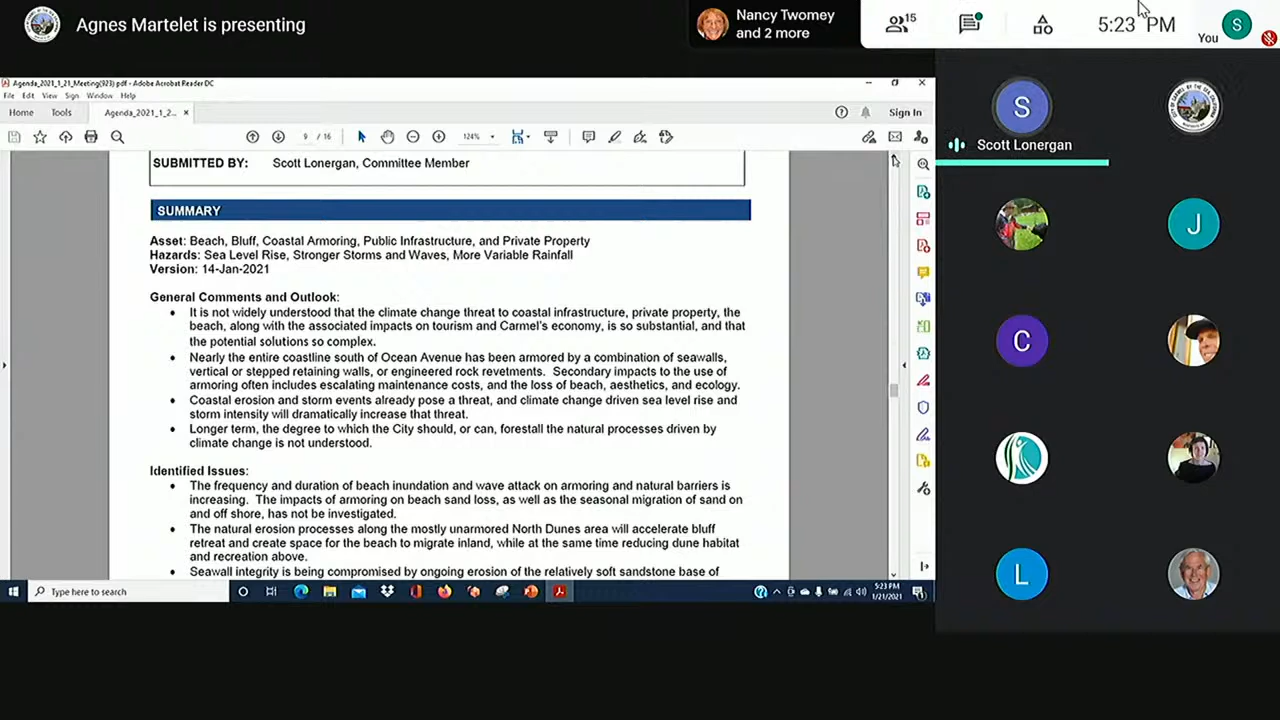 Agnes Martelet is presenting
Nancy Twomey
and 2 more
15
5:23 PM
You
S
Agenda_2021_1_21_Meeting(923).pdf - Adobe Acrobat Reader DC
File Edit View Sign Window Help
Home Tools Agenda_2021_1_2... × Sign In
9 / 16 124%
SUBMITTED BY: Scott Lonergan, Committee Member
SUMMARY
Asset: Beach, Bluff, Coastal Armoring, Public Infrastructure, and Private Property
Hazards: Sea Level Rise, Stronger Storms and Waves, More Variable Rainfall
Version: 14-Jan-2021
General Comments and Outlook:
• It is not widely understood that the climate change threat to coastal infrastructure, private property, the
beach, along with the associated impacts on tourism and Carmel's economy, is so substantial, and that
the potential solutions so complex.
• Nearly the entire coastline south of Ocean Avenue has been armored by a combination of seawalls,
vertical or stepped retaining walls, or engineered rock revetments. Secondary impacts to the use of
armoring often includes escalating maintenance costs, and the loss of beach, aesthetics, and ecology.
• Coastal erosion and storm events already pose a threat, and climate change driven sea level rise and
storm intensity will dramatically increase that threat.
• Longer term, the degree to which the City should, or can, forestall the natural processes driven by
climate change is not understood.
Identified Issues:
• The frequency and duration of beach inundation and wave attack on armoring and natural barriers is
increasing. The impacts of armoring on beach sand loss, as well as the seasonal migration of sand on
and off shore, has not be investigated.
• The natural erosion processes along the mostly unarmored North Dunes area will accelerate bluff
retreat and create space for the beach to migrate inland, while at the same time reducing dune habitat
and recreation above.
• Seawall integrity is being compromised by ongoing erosion of the relatively soft sandstone base of
Type here to search
5:23 PM
1/21/2021
S
Scott Lonergan
J
C
L